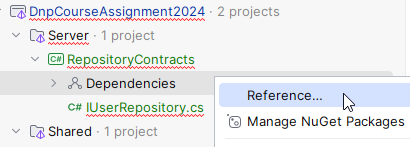 DnpCourseAssignment2024 · 2 projects
Server · 1 project
C# RepositoryContracts
Dependencies
C# IUserRepository.cs
Shared · 1 project
Reference...
Manage NuGet Packages